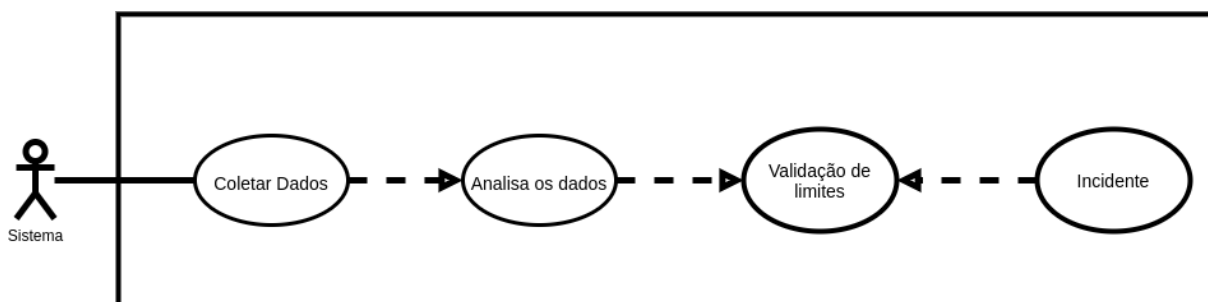 Sistema
Coletar Dados
Analisa os dados
Validação de
limites
Incidente